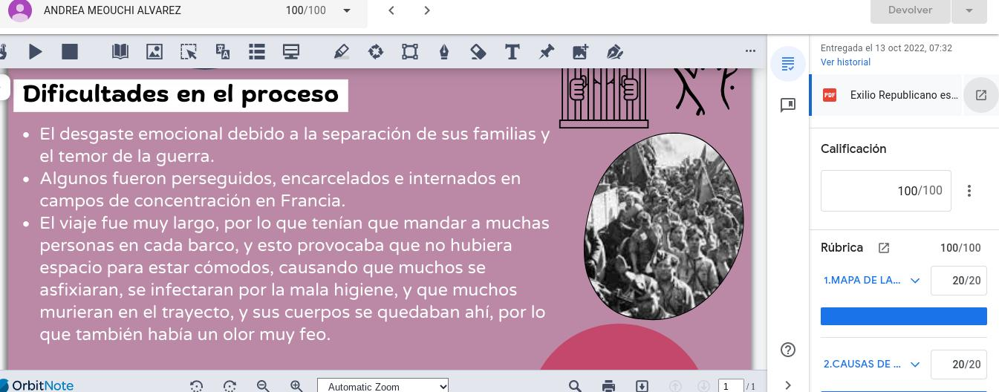 ANDREA MEOUCHI ALVAREZ
100/100
Devolver
Entregada el 13 oct 2022, 07:32
Ver historial
PDF
Exilio Republicano es...
Calificación
100/100
Rúbrica
100/100
1.MAPA DE LA...
20/20
2.CAUSAS DE ...
20/20
Dificultades en el proceso
• El desgaste emocional debido a la separación de sus familias y
el temor de la guerra.
• Algunos fueron perseguidos, encarcelados e internados en
campos de concentración en Francia.
• El viaje fue muy largo, por lo que tenían que mandar a muchas
personas en cada barco, y esto provocaba que no hubiera
espacio para estar cómodos, causando que muchos se
asfixiaran, se infectaran por la mala higiene, y que muchos
murieran en el trayecto, y sus cuerpos se quedaban ahí, por lo
que también había un olor muy feo.
OrbitNote
Automatic Zoom
1 / 1